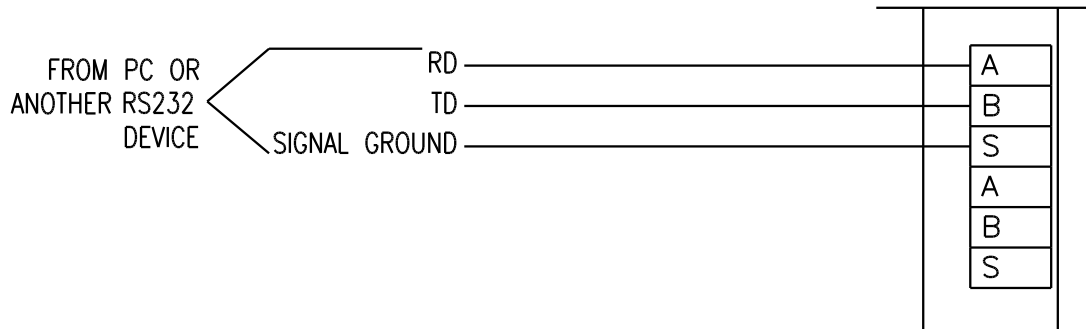 FROM PC OR
ANOTHER RS232
DEVICE
RD
TD
SIGNAL GROUND
A
B
S
A
B
S